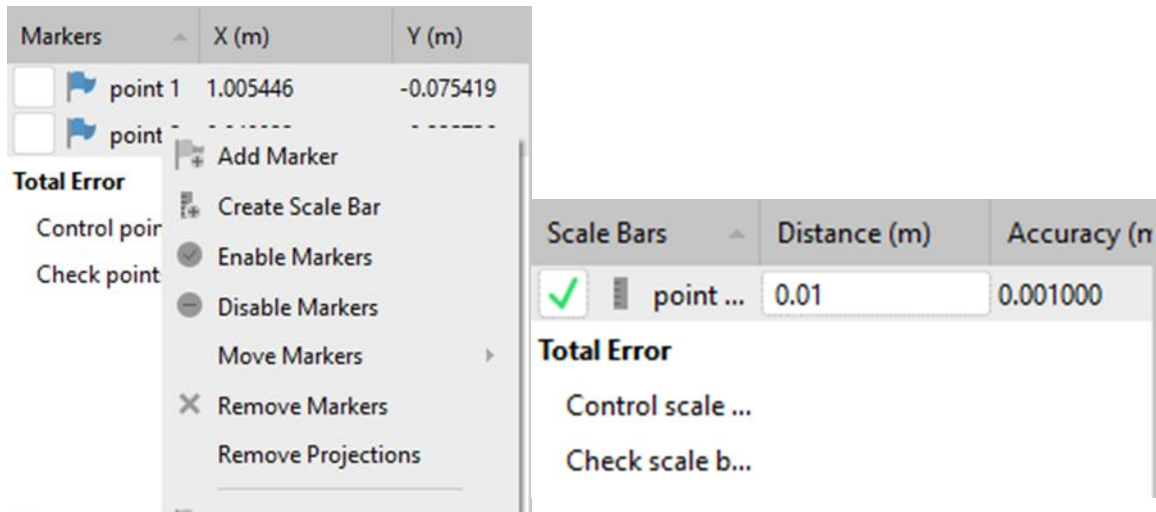 Markers X (m) Y (m)
point 1 1.005446 -0.075419
point
Add Marker
Total Error
Create Scale Bar
Control poin
Enable Markers
Check point
Disable Markers
Move Markers
Remove Markers
Remove Projections
Scale Bars Distance (m) Accuracy (m
point ... 0.01 0.001000
Total Error
Control scale ...
Check scale b...